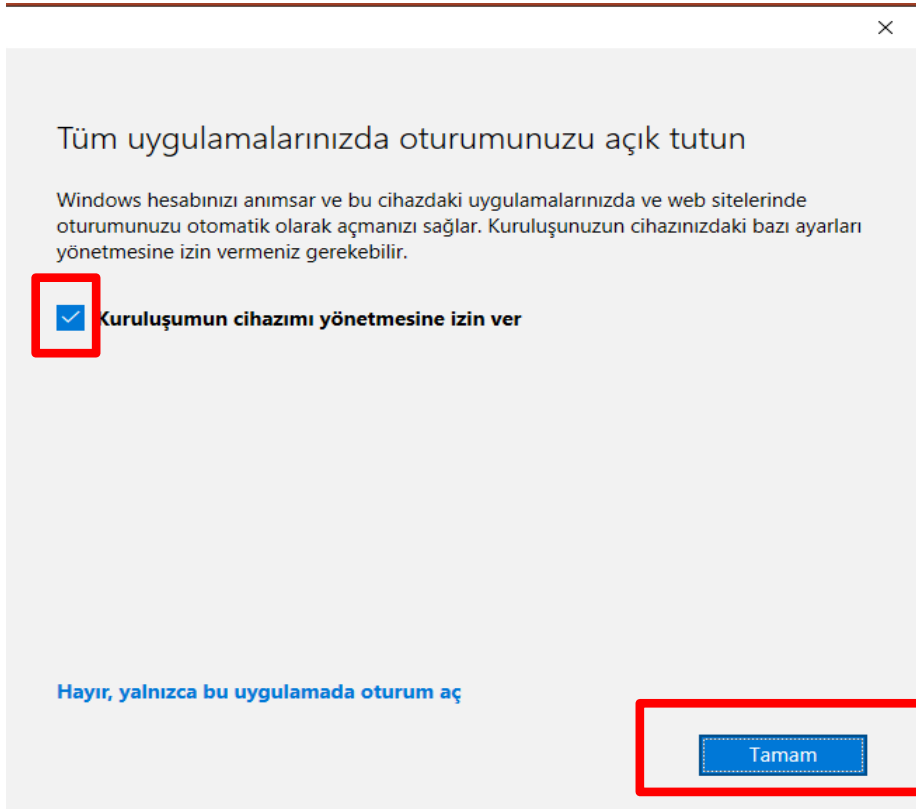 Tüm uygulamalarınızda oturumunuzu açık tutun
Windows hesabınızı anımsar ve bu cihazdaki uygulamalarınızda ve web sitelerinde
oturumunuzu otomatik olarak açmanızı sağlar. Kuruluşunuzun cihazınızdaki bazı ayarları
yönetmesine izin vermeniz gerekebilir.
Kuruluşumun cihazımı yönetmesine izin ver
Hayır, yalnızca bu uygulamada oturum aç
Tamam